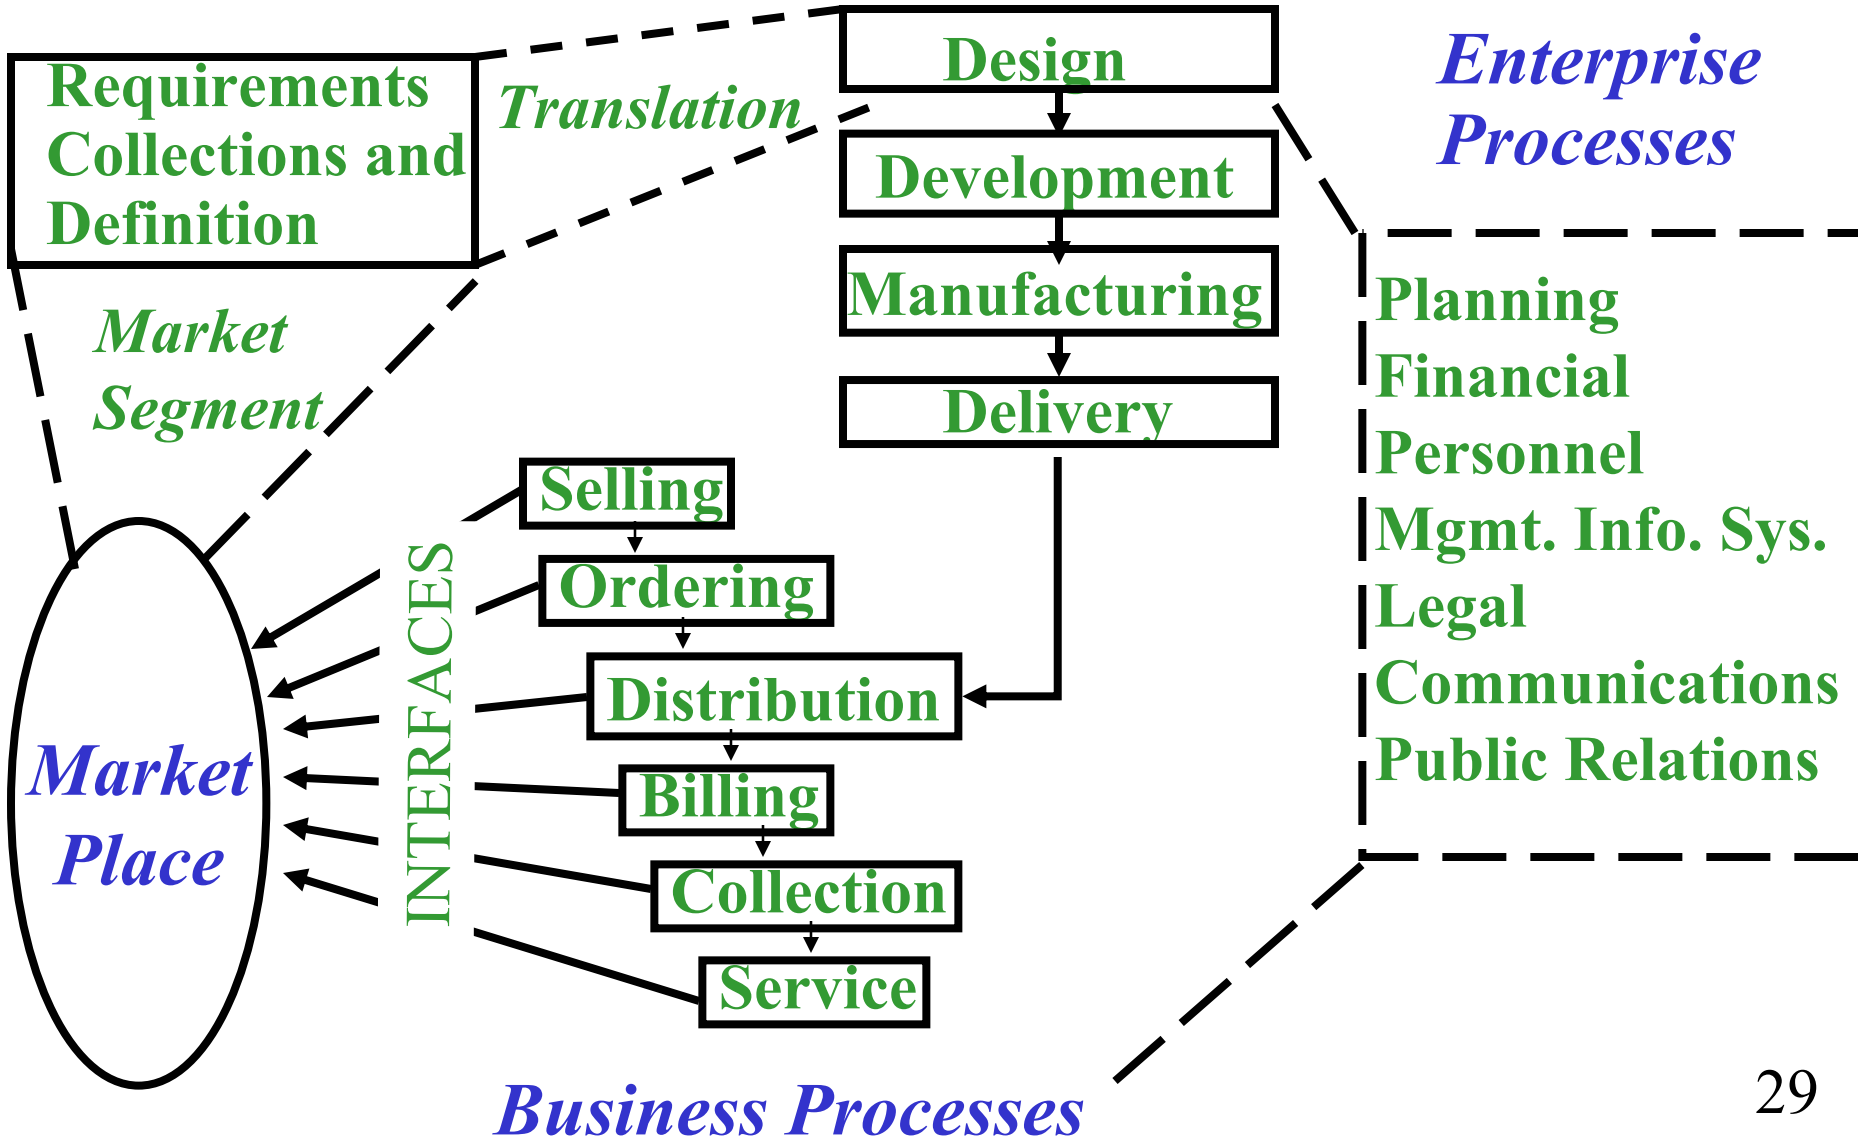 Requirements
Collections and
Definition
Translation
Design
Development
Manufacturing
Delivery
Enterprise
Processes
Market
Segment
Planning
Financial
Personnel
Mgmt. Info. Sys.
Legal
Communications
Public Relations
Selling
Ordering
Distribution
Billing
Collection
Service
INTERFACES
Market
Place
Business Processes
29